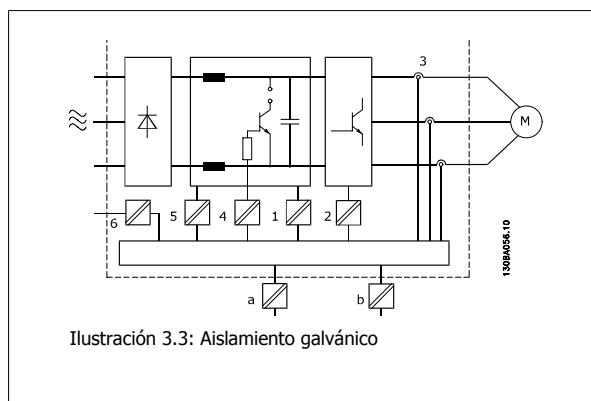 3
M
6
5
4
1
2
130BA056.10
a
b
Ilustración 3.3: Aislamiento galvánico